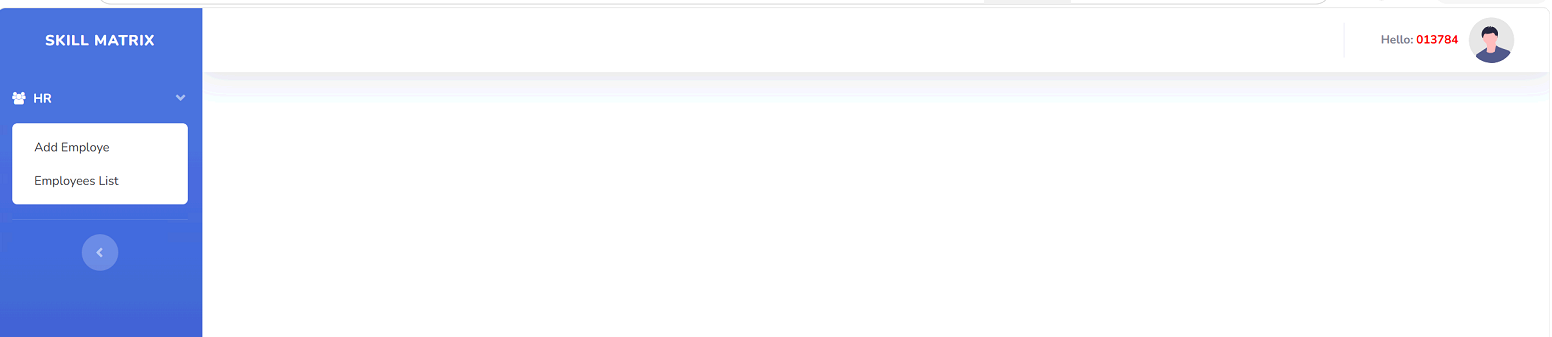 SKILL MATRIX
Hello: 013784
HR
Add Employe
Employees List